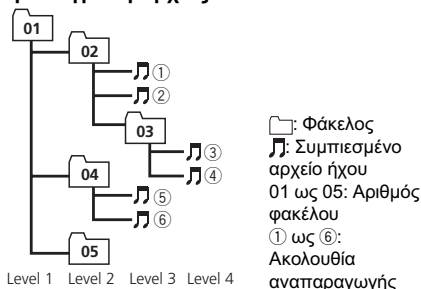 01
02
①
②
03
③
④
04
⑤
⑥
05
Level 1 Level 2 Level 3 Level 4
: Φάκελος
: Συμπιεσμένο
αρχείο ήχου
01 ως 05: Αριθμός
φακέλου
① ως ⑥:
Ακολουθία
αναπαραγωγής